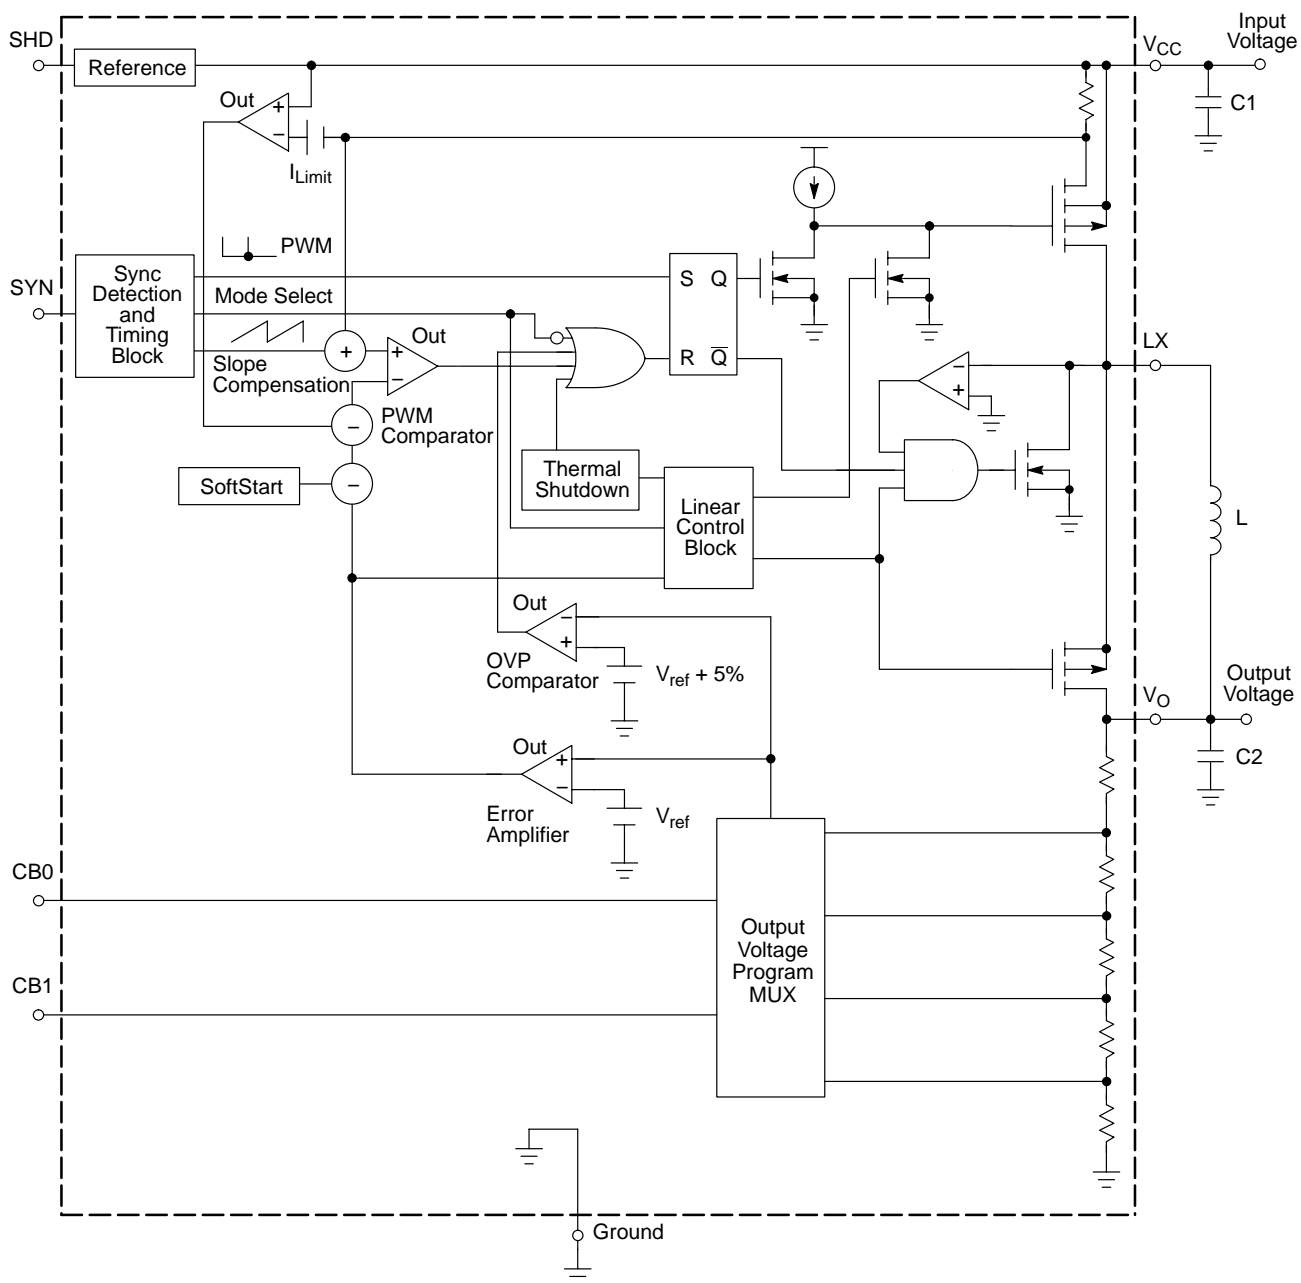 Input
Voltage
SHD
VCC
Reference
Out
+
−
C1
ILimit
PWM
SYN
Sync
Detection
and
Timing
Block
S Q
Mode Select
Out
LX
Slope
Compensation
+
+
−
R Q̅
−
+
−
PWM
Comparator
SoftStart
−
Thermal
Shutdown
Linear
Control
Block
L
Out
−
+
OVP
Comparator
Vref + 5%
VO
Output
Voltage
Out
+
−
C2
Error
Amplifier
Vref
CB0
Output
Voltage
Program
MUX
CB1
Ground